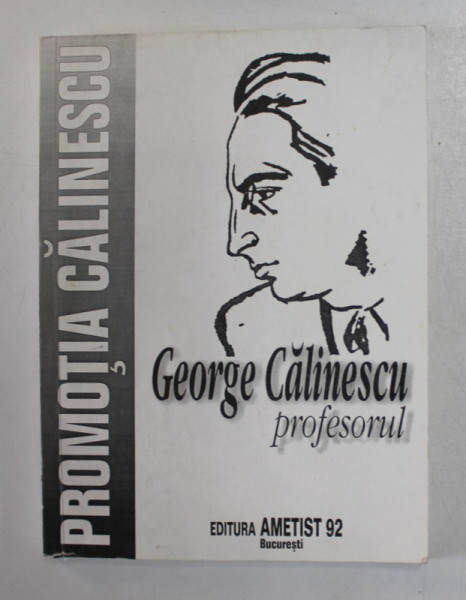 PROMOȚIA CĂLINESCU
George Călinescu
profesorul
EDITURA AMETIST 92
București